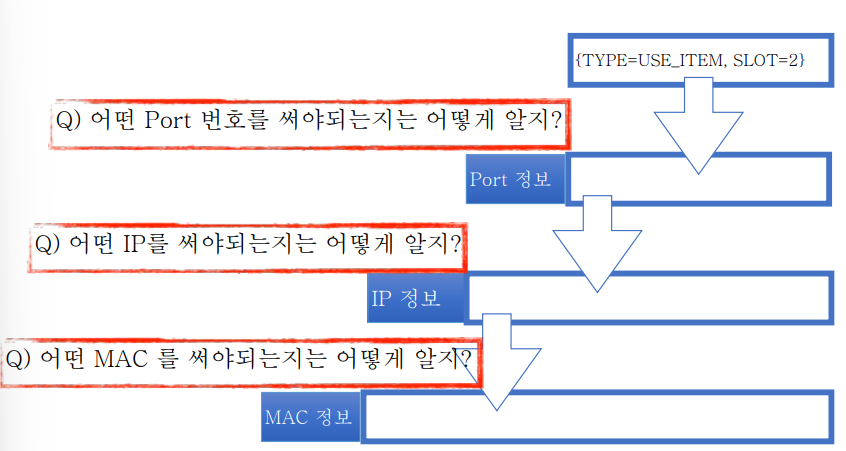 {TYPE=USE_ITEM, SLOT=2}
Q) 어떤 Port 번호를 써야되는지는 어떻게 알지?
Port 정보
Q) 어떤 IP를 써야되는지는 어떻게 알지?
IP 정보
Q) 어떤 MAC 를 써야되는지는 어떻게 알지?
MAC 정보